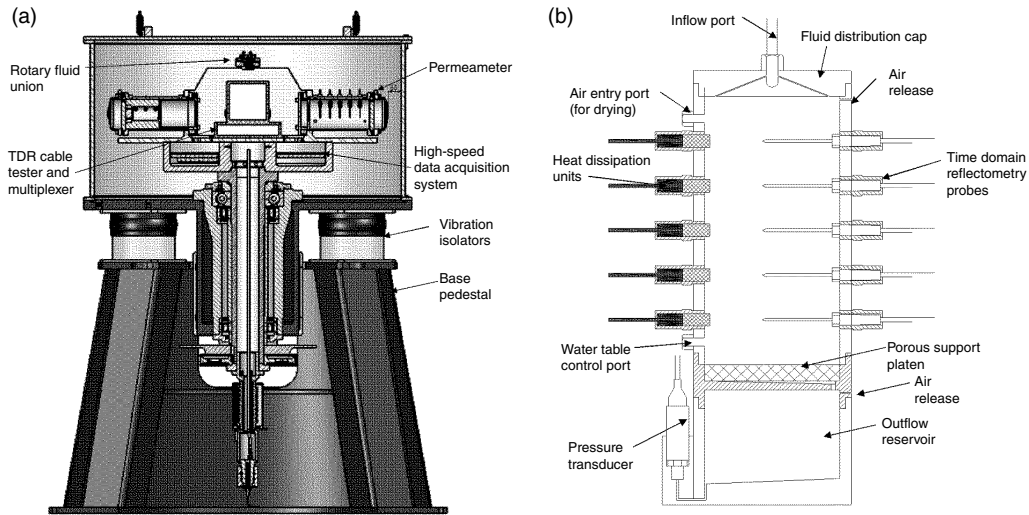 (a)
Rotary fluid
union
Permeameter
TDR cable
tester and
multiplexer
High-speed
data acquisition
system
Vibration
isolators
Base
pedestal
(b)
Inflow port
Fluid distribution cap
Air entry port
(for drying)
Air
release
Heat dissipation
units
Time domain
reflectometry
probes
Water table
control port
Porous support
platen
Air
release
Pressure
transducer
Outflow
reservoir